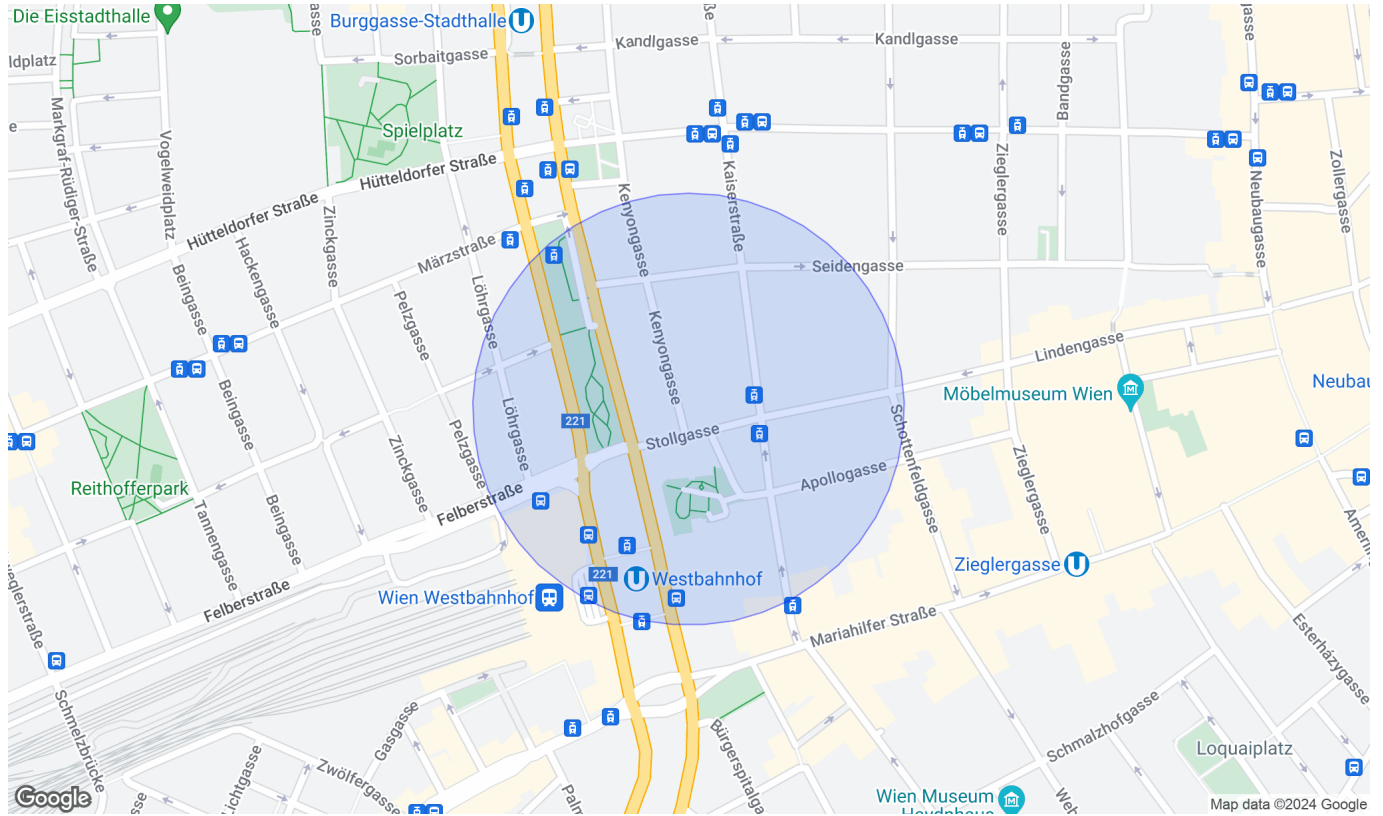 Die Eisstadthalle
Burggasse-Stadthalle
Kandlgasse
Kandlgasse
Sorbaitgasse
Bandgasse
Markgraf-Rüdiger-Straße
Vogelweidplatz
Spielplatz
Hütteldorfer Straße
Hütteldorfer Straße
Zieglergasse
Zollergasse
Neubaugasse
Kaiserstraße
Kenyongasse
Zinckgasse
Hackengasse
Märzstraße
Beingasse
Löhrgasse
Pelzgasse
Seidengasse
Kenyongasse
Lindengasse
Möbelmuseum Wien
Beingasse
Löhrgasse
221
Stollgasse
Pelzgasse
Zinckgasse
Schottenfeldgasse
Apollogasse
Zieglergasse
Reithofferpark
Felberstraße
Tannengasse
Beingasse
Zieglergasse
221
Westbahnhof
Wien Westbahnhof
Felberstraße
Mariahilfer Straße
Esterházygasse
Schmelzbrücke
Gasgasse
Bürgerspitalga
Schmalzhofgasse
Loquaiplatz
Zwölfergasse
Lichtgasse
Wien Museum
Google
Map data ©2024 Google